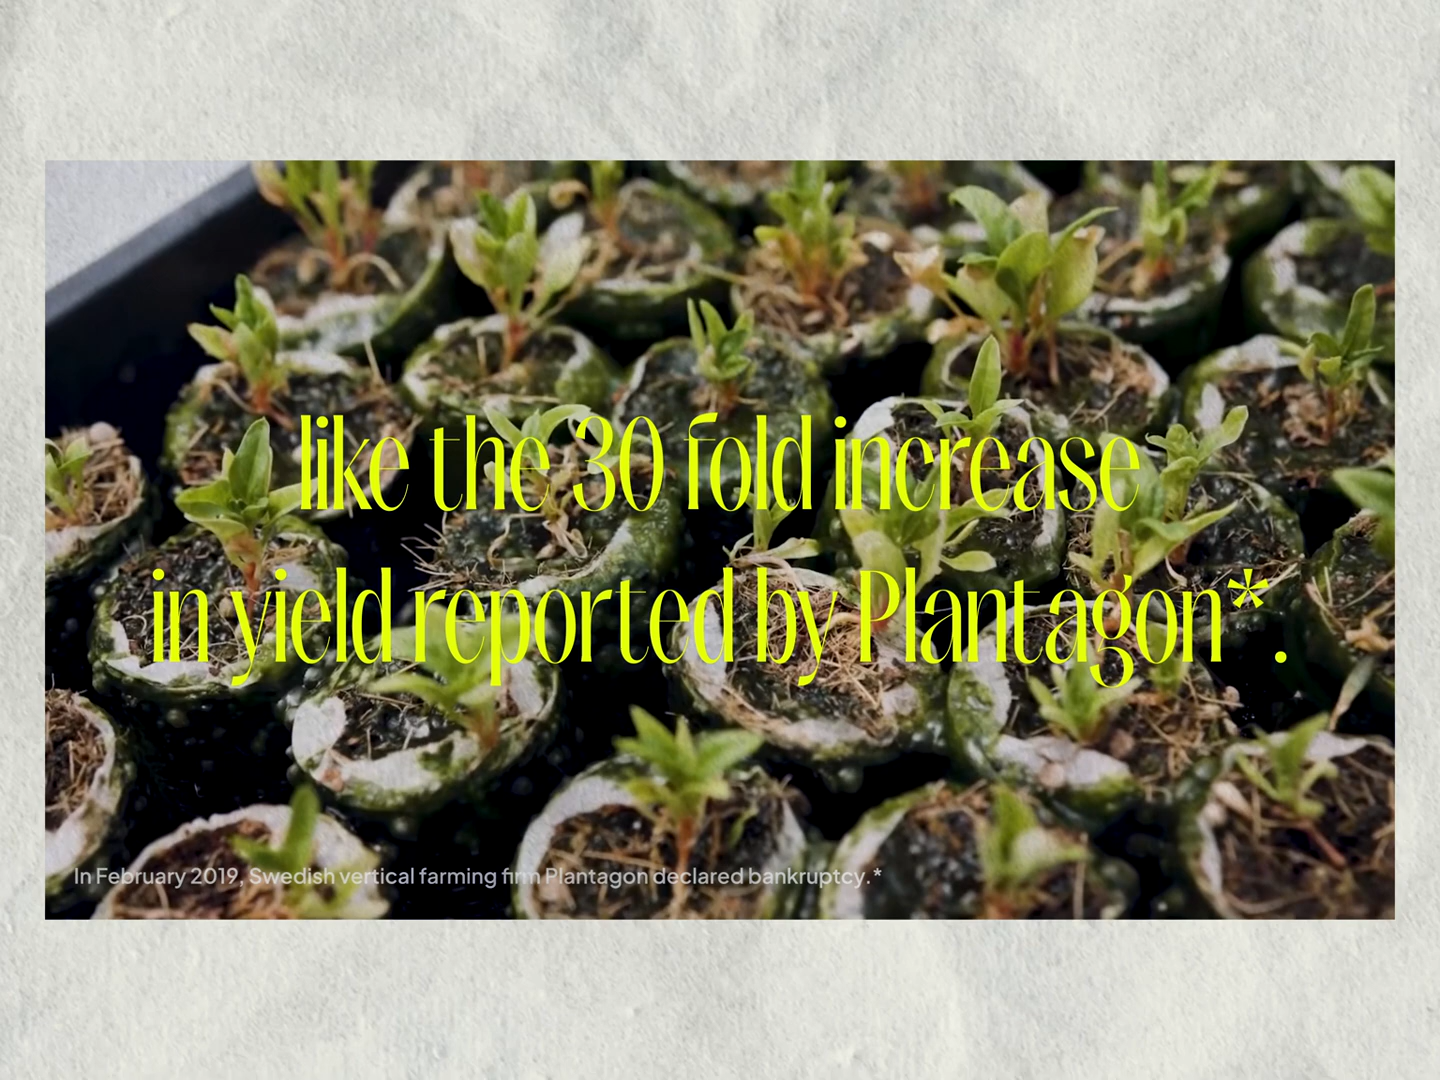 like the 30 fold increase
in yield reported by Plantagon*.
In February 2019, Swedish vertical farming firm Plantagon declared bankruptcy.*